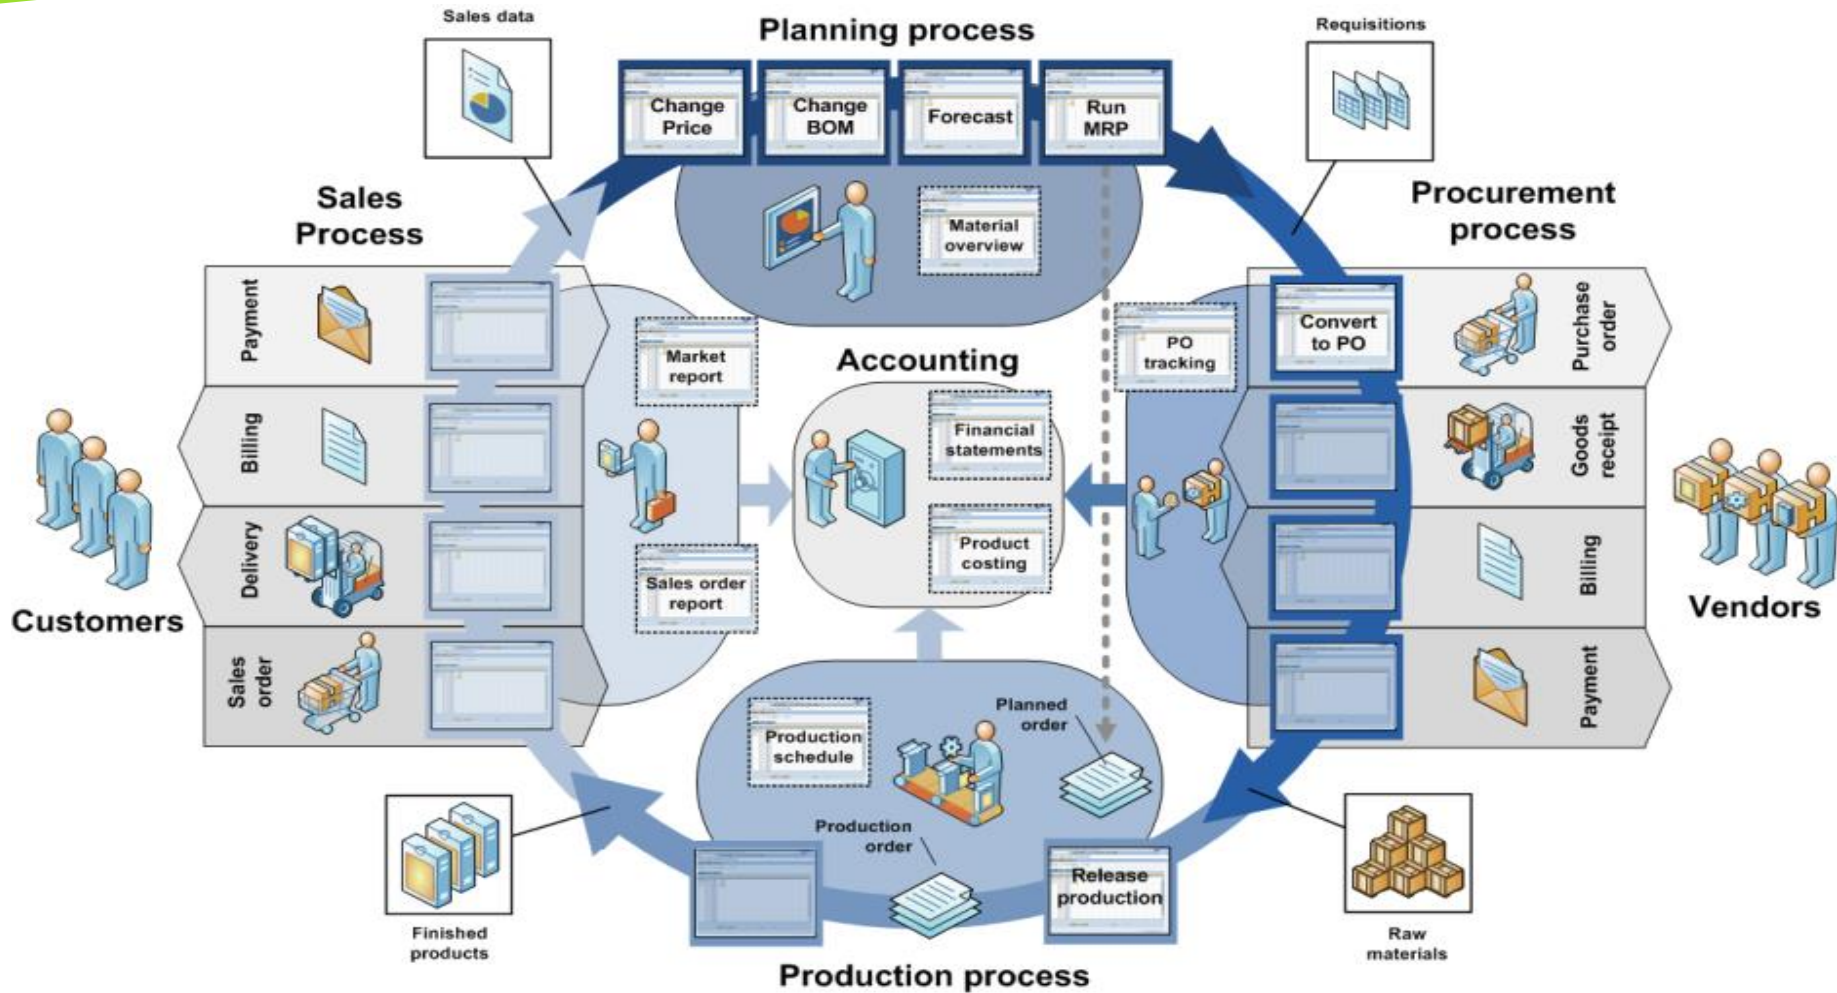 Sales data
Planning process
Requisitions
Change
Price
Change
BOM
Forecast
Run
MRP
Sales
Process
Material
overview
Procurement
process
Payment
Market
report
Accounting
PO
tracking
Convert
to PO
Purchase
order
Billing
Financial
statements
Goods
receipt
Delivery
Product
costing
Billing
Customers
Sales order
report
Vendors
Sales
order
Production
schedule
Planned
order
Payment
Production
order
Release
production
Finished
products
Raw
materials
Production process